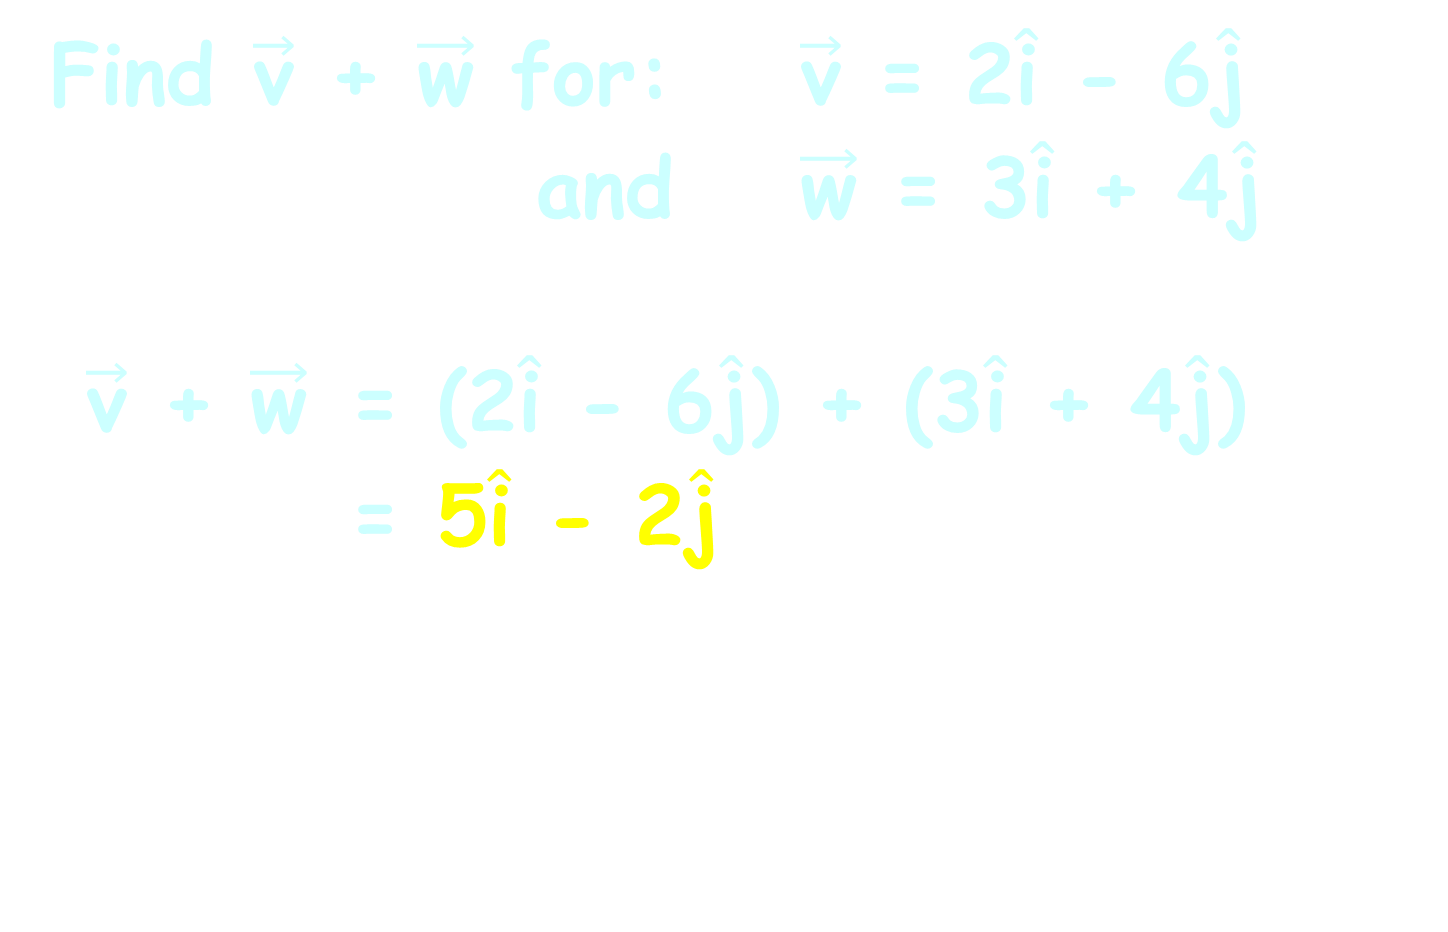 Find v⃗ + w⃗ for: v⃗ = 2î - 6ĵ
and w⃗ = 3î + 4ĵ
v⃗ + w⃗ = (2î - 6ĵ) + (3î + 4ĵ)
= 5î - 2ĵ